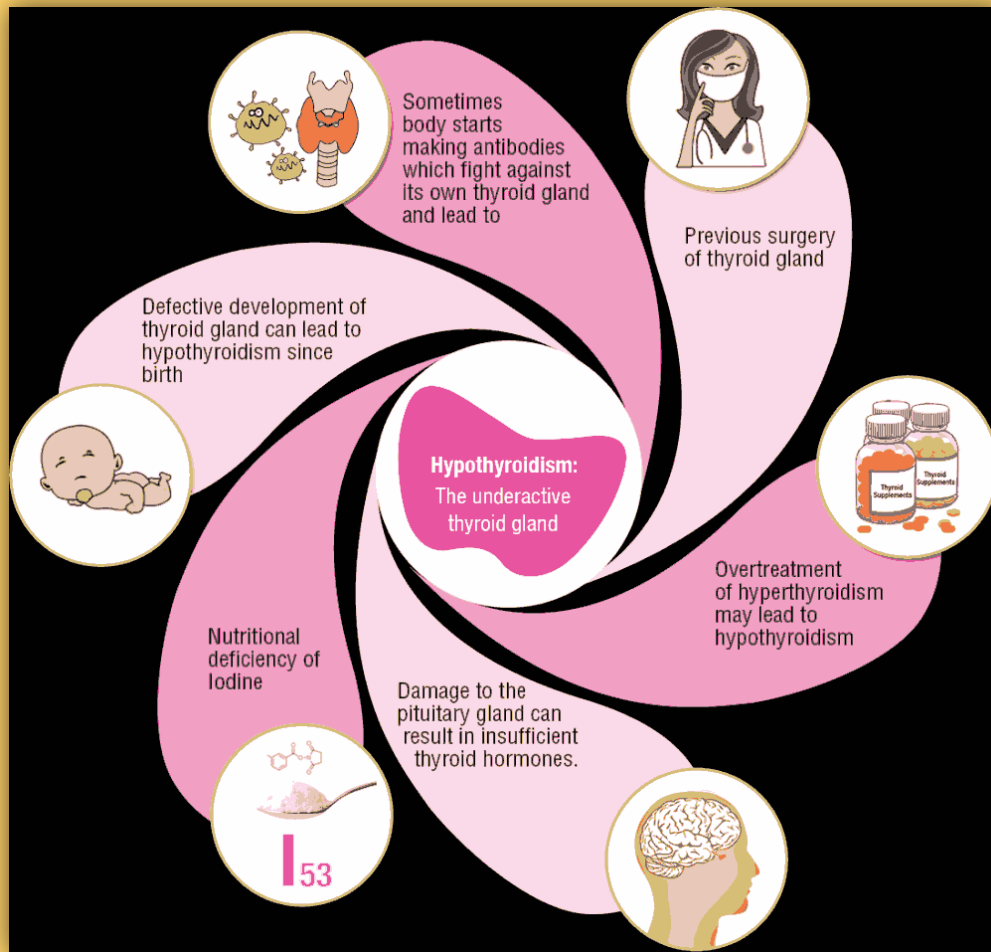 Sometimes
body starts
making antibodies
which fight against
its own thyroid gland
and lead to
Previous surgery
of thyroid gland
Defective development of
thyroid gland can lead to
hypothyroidism since
birth
Hypothyroidism:
The underactive
thyroid gland
Thyroid
Supplements
Thyroid
Supplements
Overtreatment
of hyperthyroidism
may lead to
hypothyroidism
Nutritional
deficiency of
Iodine
Damage to the
pituitary gland can
result in insufficient
thyroid hormones.
I 53